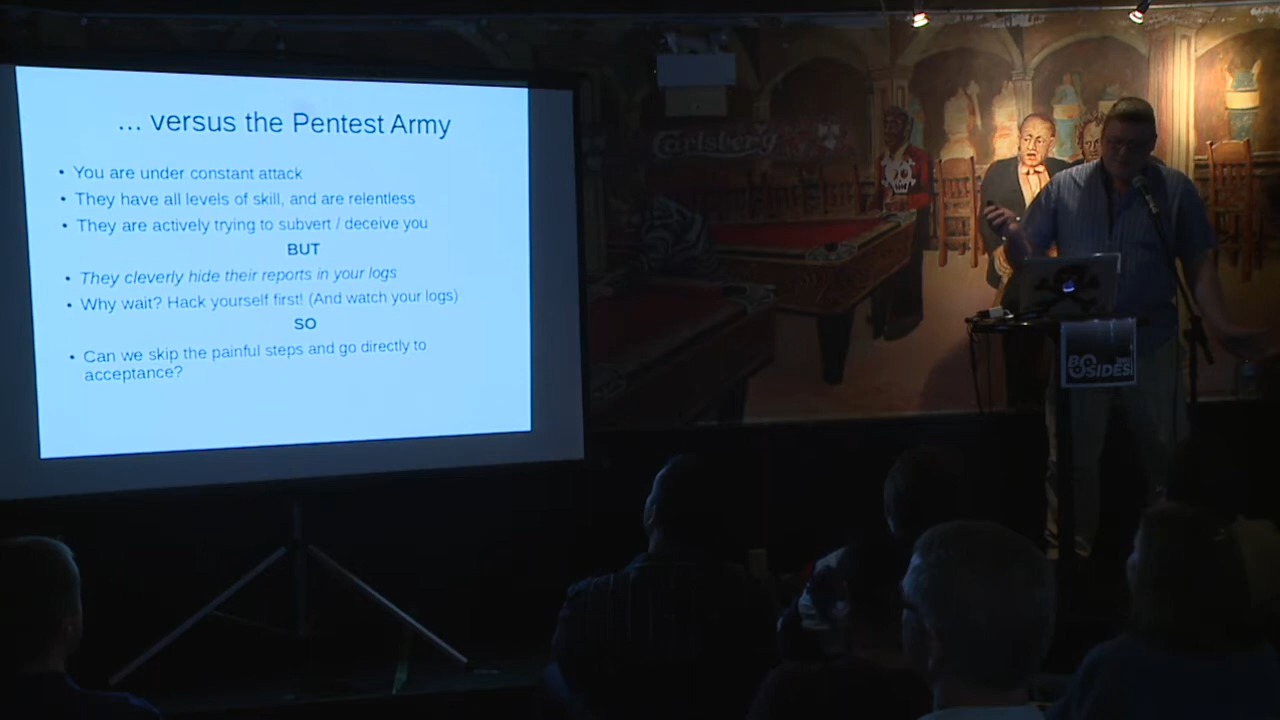 ... versus the Pentest Army
• You are under constant attack
• They have all levels of skill, and are relentless
• They are actively trying to subvert / deceive you
BUT
• They cleverly hide their reports in your logs
• Why wait? Hack yourself first! (And watch your logs)
SO
• Can we skip the painful steps and go directly to
acceptance?
Carlsberg
BSIDES